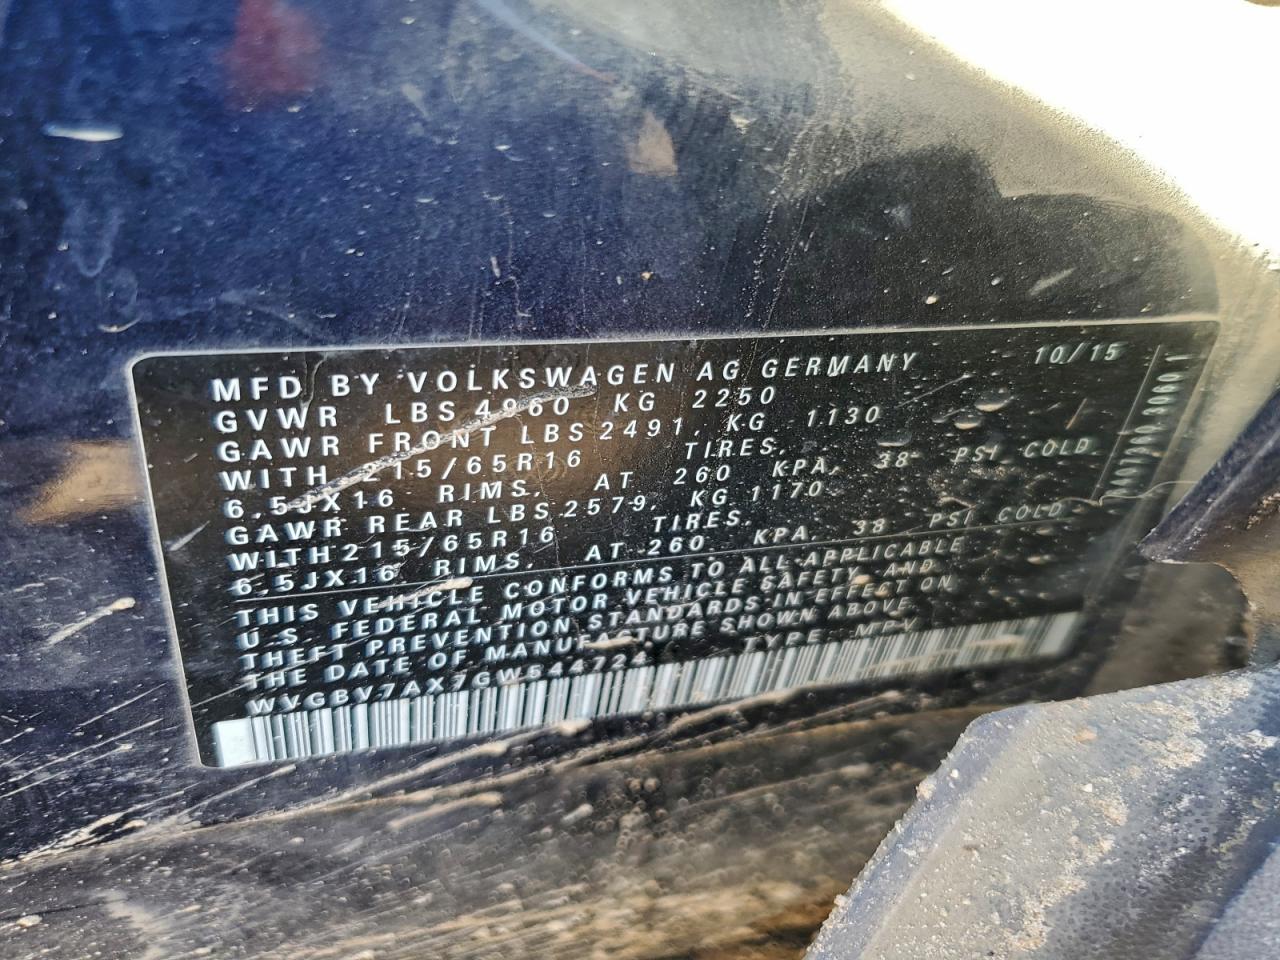 MFD BY VOLKSWAGEN AG GERMANY 10/15
GVWR LBS 4960 KG 2250
GAWR FRONT LBS 2491, KG 1130
WITH 215/65R16 TIRES,
6.5JX16 RIMS, AT 260 KPA, 38 PSI COLD
GAWR REAR LBS 2579, KG 1170
WITH 215/65R16 TIRES,
6.5JX16 RIMS, AT 260 KPA, 38 PSI COLD
THIS VEHICLE CONFORMS TO ALL APPLICABLE
U.S. FEDERAL MOTOR VEHICLE SAFETY AND
THEFT PREVENTION STANDARDS IN EFFECT ON
THE DATE OF MANUFACTURE SHOWN ABOVE.
WVGBV7AX7GW544724 TYPE: MPV